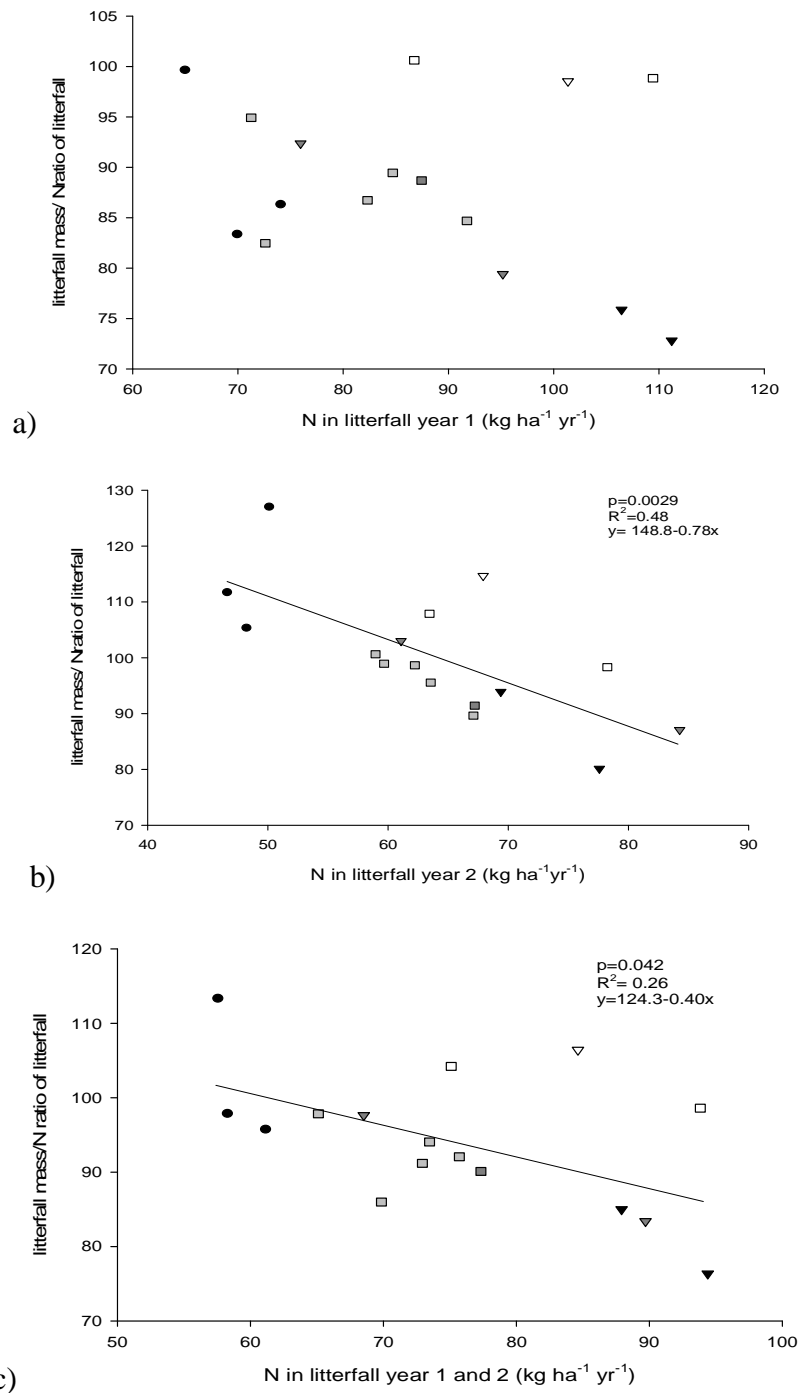 105
100
95
90
85
80
75
70
60 70 80 90 100 110 120
litterfall mass/ Nratio of litterfall
N in litterfall year 1 (kg ha⁻¹ yr⁻¹)
a)
130
120
110
100
90
80
70
40 50 60 70 80 90
litterfall mass/ Nratio of litterfall
p=0.0029
R²=0.48
y= 148.8-0.78x
N in litterfall year 2 (kg ha⁻¹yr⁻¹)
b)
120
110
100
90
80
70
50 60 70 80 90 100
litterfall mass/N ratio of litterfall
p=0.042
R²= 0.26
y=124.3-0.40x
N in litterfall year 1 and 2 (kg ha⁻¹ yr⁻¹)
c)